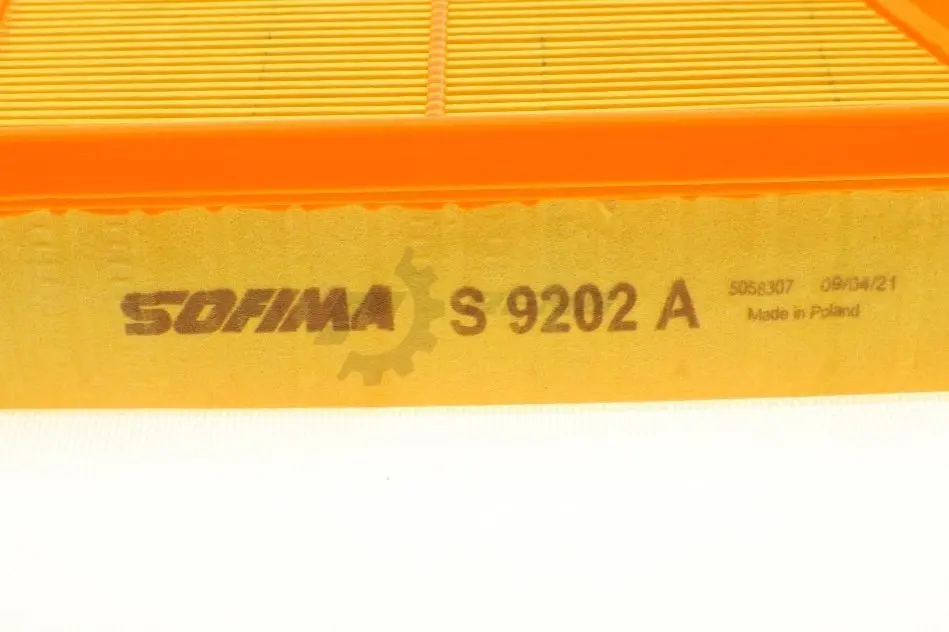 SOFIMA S 9202 A
5058307 09/04/21
Made in Poland